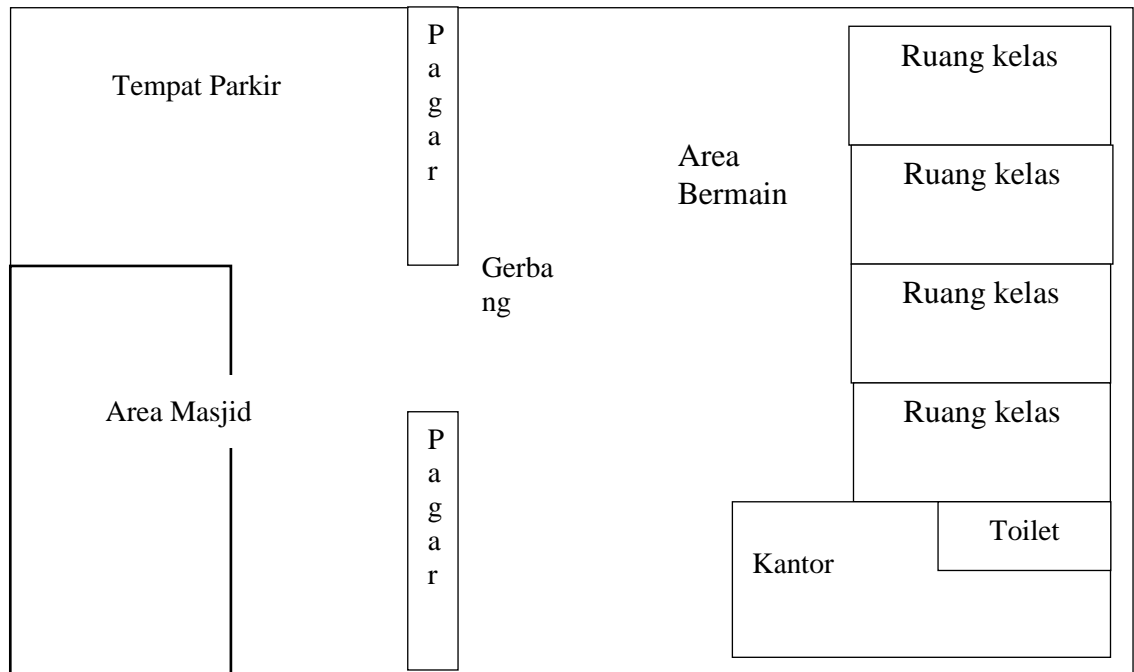 Tempat Parkir
P
a
g
a
r
Ruang kelas
Area
Bermain
Ruang kelas
Gerba
ng
Ruang kelas
Area Masjid
P
a
g
a
r
Ruang kelas
Kantor
Toilet